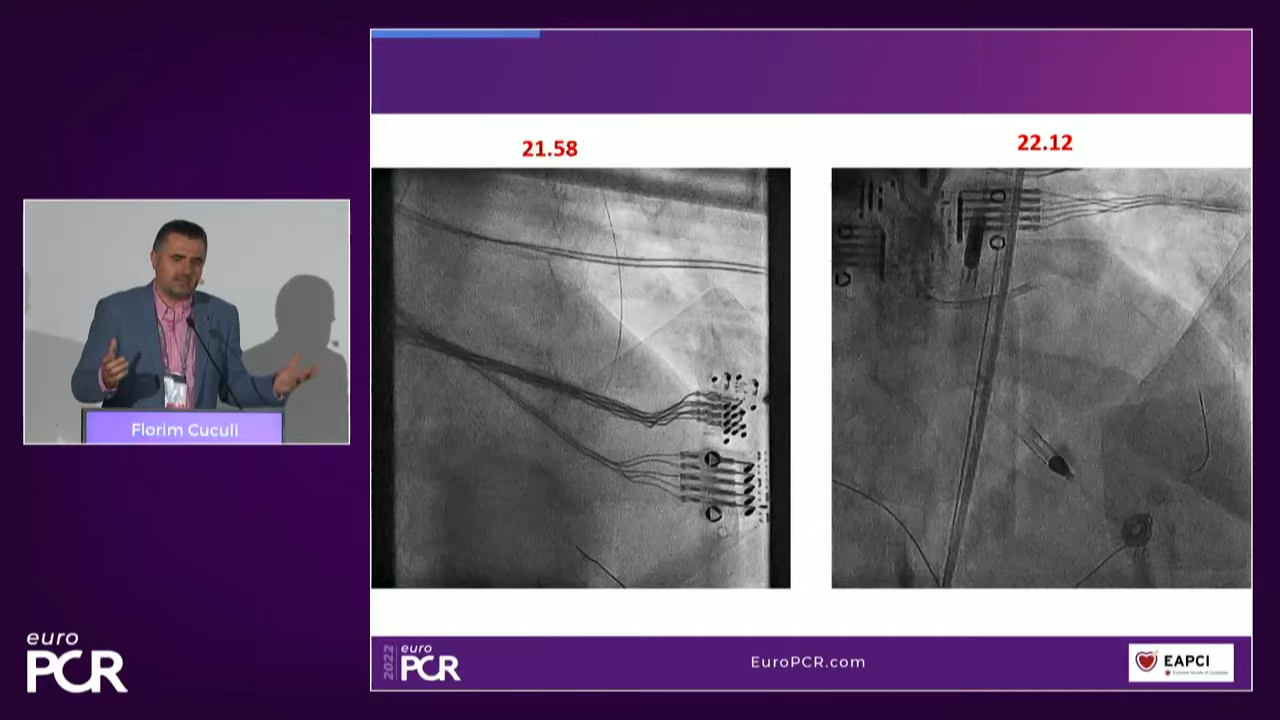 21.58
22.12
Florim Cuculi
euro
PCR
2022
euro
PCR
EuroPCR.com
EAPCI